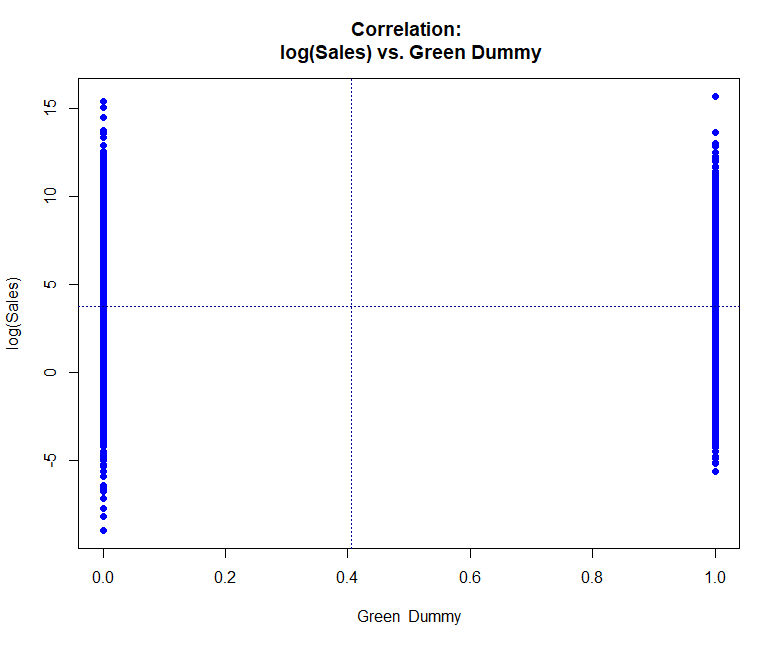 Correlation:
log(Sales) vs. Green Dummy
15
10
5
0
-5
log(Sales)
0.0 0.2 0.4 0.6 0.8 1.0
Green Dummy